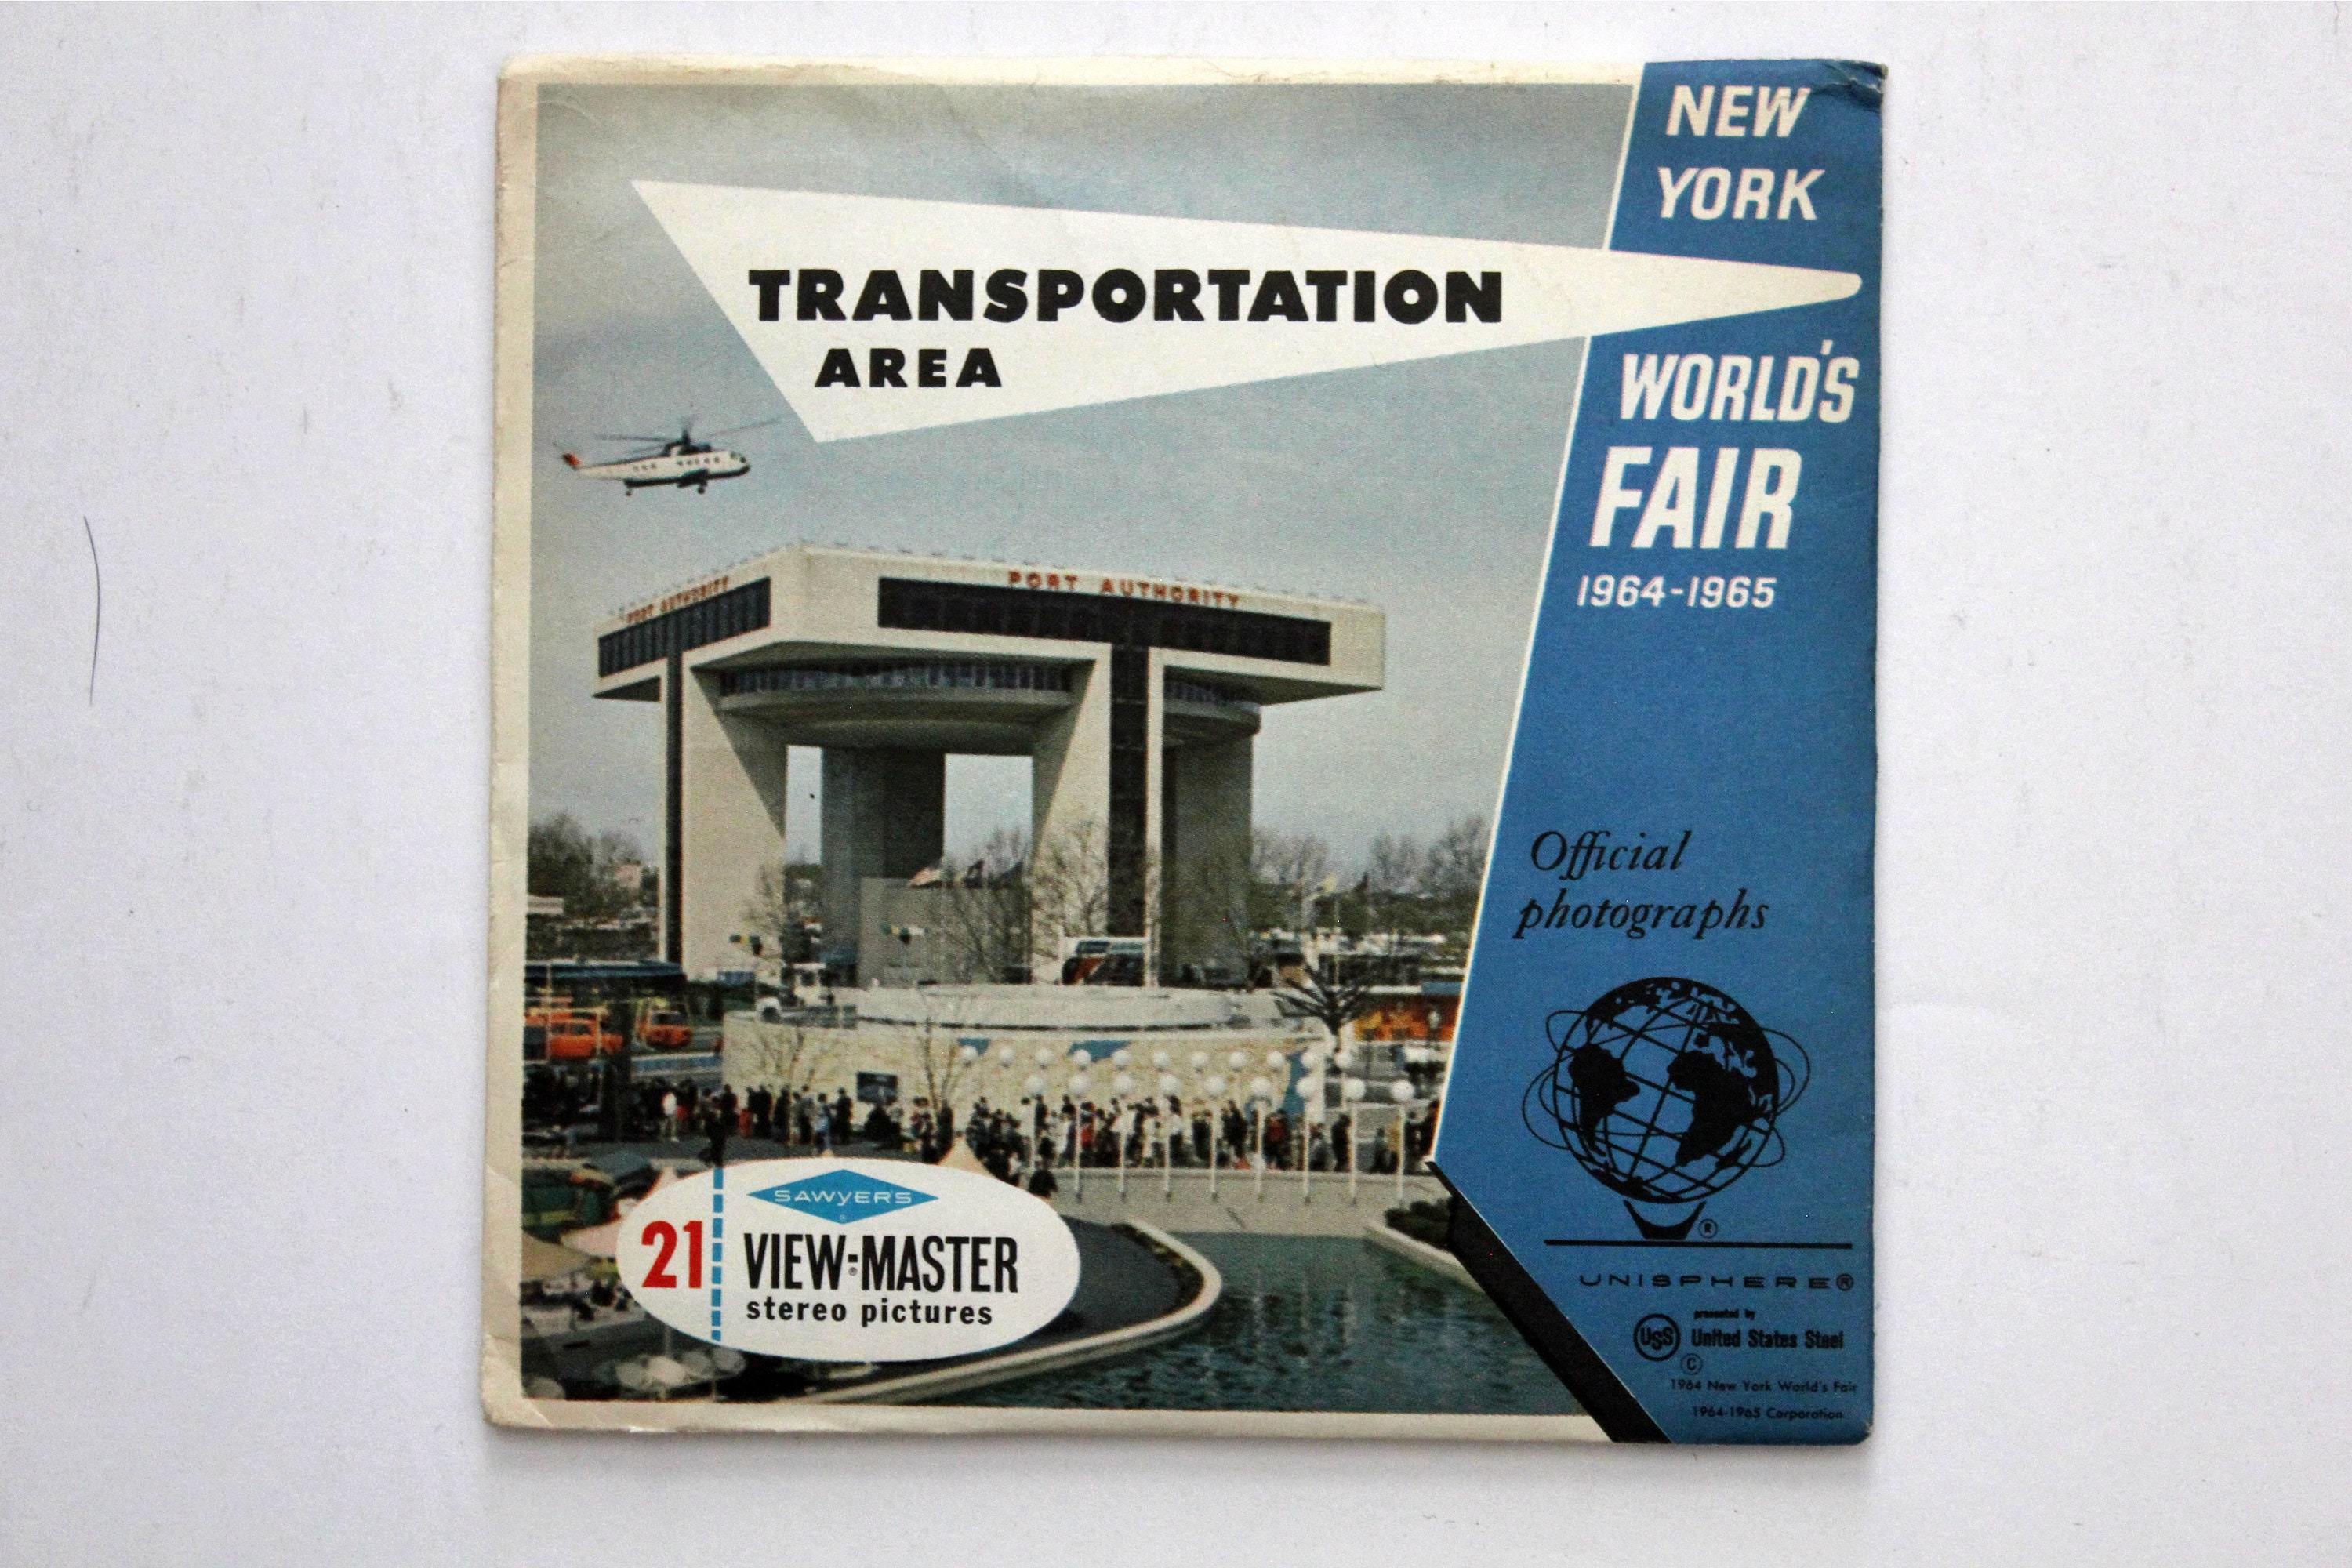 NEW
YORK
TRANSPORTATION
AREA
WORLD'S
FAIR
1964-1965
PORT AUTHORITY
PORT AUTHORITY
Official
photographs
SAWYER'S
®
21
VIEW-MASTER
®
stereo pictures
®
UNISPHERE®
presented by
USS United States Steel
©
1964 New York World's Fair
1964-1965 Corporation